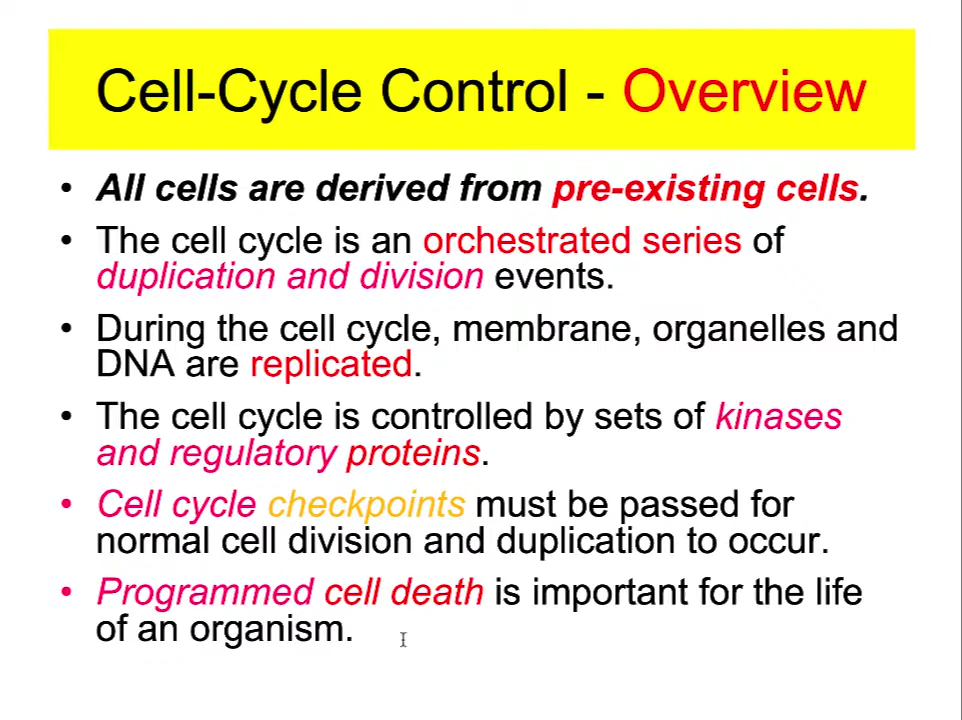 Cell-Cycle Control - Overview
• All cells are derived from pre-existing cells.
• The cell cycle is an orchestrated series of
duplication and division events.
• During the cell cycle, membrane, organelles and
DNA are replicated.
• The cell cycle is controlled by sets of kinases
and regulatory proteins.
• Cell cycle checkpoints must be passed for
normal cell division and duplication to occur.
• Programmed cell death is important for the life
of an organism.